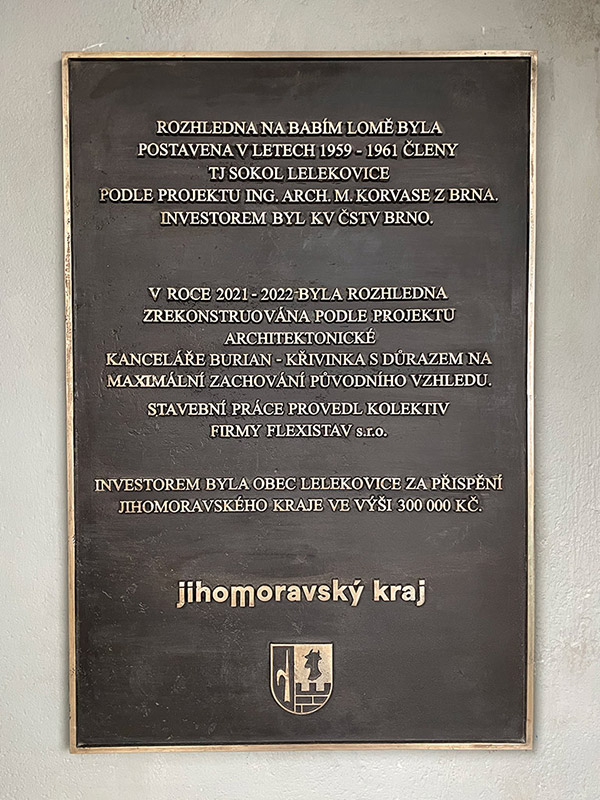 ROZHLEDNA NA BABÍM LOMĚ BYLA
POSTAVENA V LETECH 1959 - 1961 ČLENY
TJ SOKOL LELEKOVICE
PODLE PROJEKTU ING. ARCH. M. KORVASE Z BRNA.
INVESTOREM BYL KV ČSTV BRNO.
V ROCE 2021 - 2022 BYLA ROZHLEDNA
ZREKONSTRUOVÁNA PODLE PROJEKTU
ARCHITEKTONICKÉ
KANCELÁŘE BURIAN - KŘIVINKA S DŮRAZEM NA
MAXIMÁLNÍ ZACHOVÁNÍ PŮVODNÍHO VZHLEDU.
STAVEBNÍ PRÁCE PROVEDL KOLEKTIV
FIRMY FLEXISTAV s.r.o.
INVESTOREM BYLA OBEC LELEKOVICE ZA PŘISPĚNÍ
JIHOMORAVSKÉHO KRAJE VE VÝŠI 300 000 KČ.
jihomoravský kraj